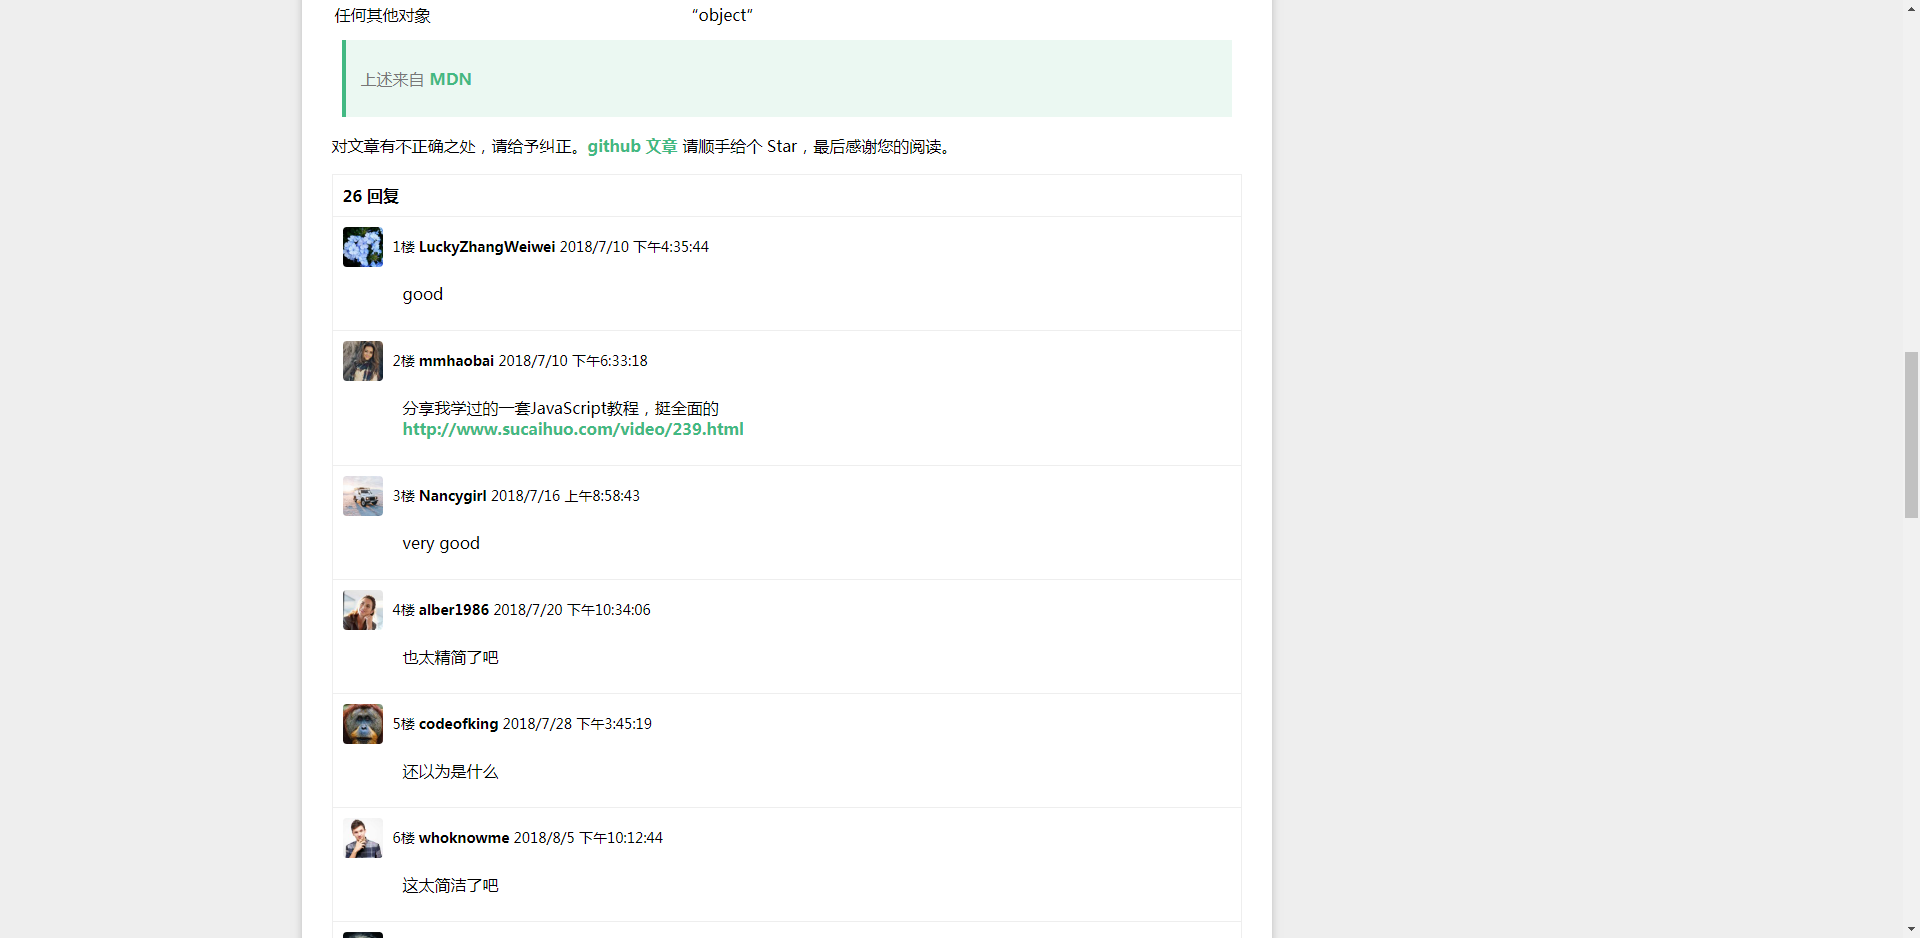 任何其他对象 “object”
上述来自 MDN
对文章有不正确之处，请给予纠正。github 文章 请顺手给个 Star，最后感谢您的阅读。
26 回复
1楼 LuckyZhangWeiwei 2018/7/10 下午4:35:44
good
2楼 mmhaobai 2018/7/10 下午6:33:18
分享我学过的一套JavaScript教程，挺全面的
http://www.sucaihuo.com/video/239.html
3楼 Nancygirl 2018/7/16 上午8:58:43
very good
4楼 alber1986 2018/7/20 下午10:34:06
也太精简了吧
5楼 codeofking 2018/7/28 下午3:45:19
还以为是什么
6楼 whoknowme 2018/8/5 下午10:12:44
这太简洁了吧